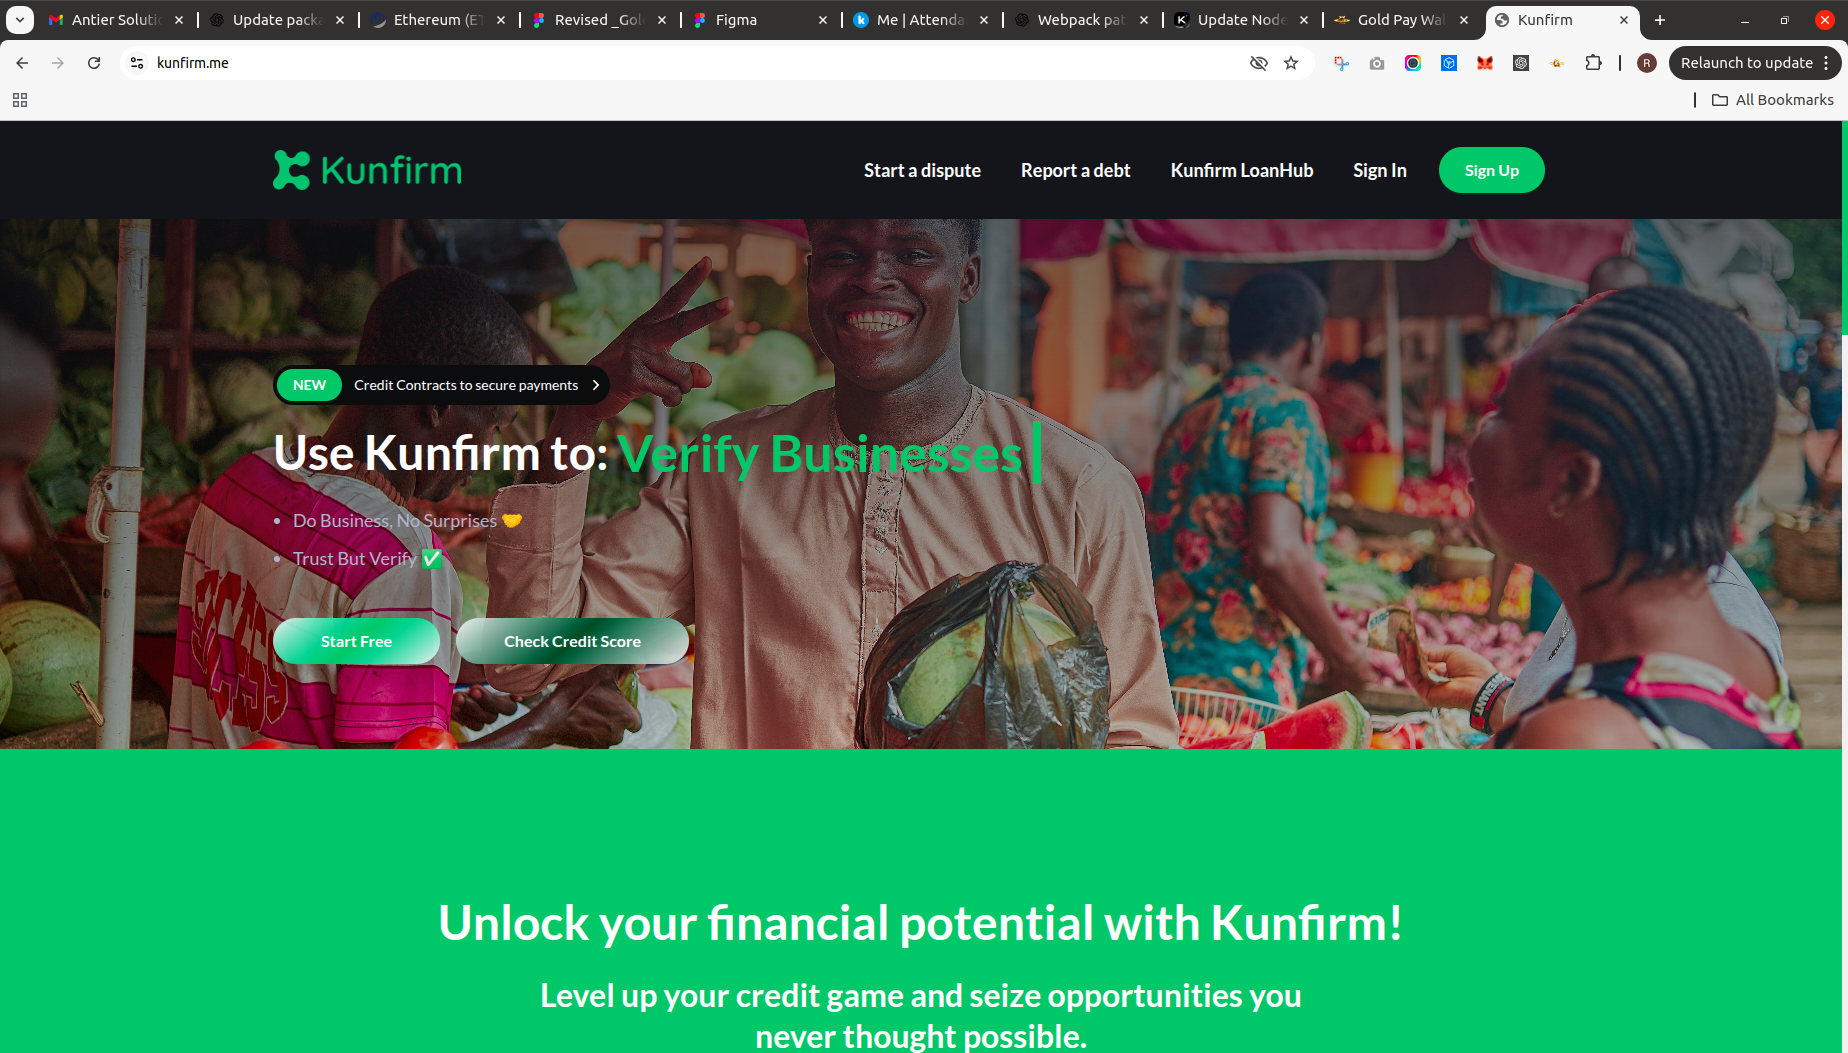 Antier Soluti
Update packa
Ethereum (ET
Revised _Gol
Figma
Me | Attenda
Webpack pat
Update Node
Gold Pay Wal
Kunfirm
kunfirm.me
R
Relaunch to update
All Bookmarks
Kunfirm
Start a dispute
Report a debt
Kunfirm LoanHub
Sign In
Sign Up
NEW
Credit Contracts to secure payments
Use Kunfirm to: Verify Businesses
Do Business, No Surprises 🤝
Trust But Verify ✅
Start Free
Check Credit Score
Unlock your financial potential with Kunfirm!
Level up your credit game and seize opportunities you
never thought possible.